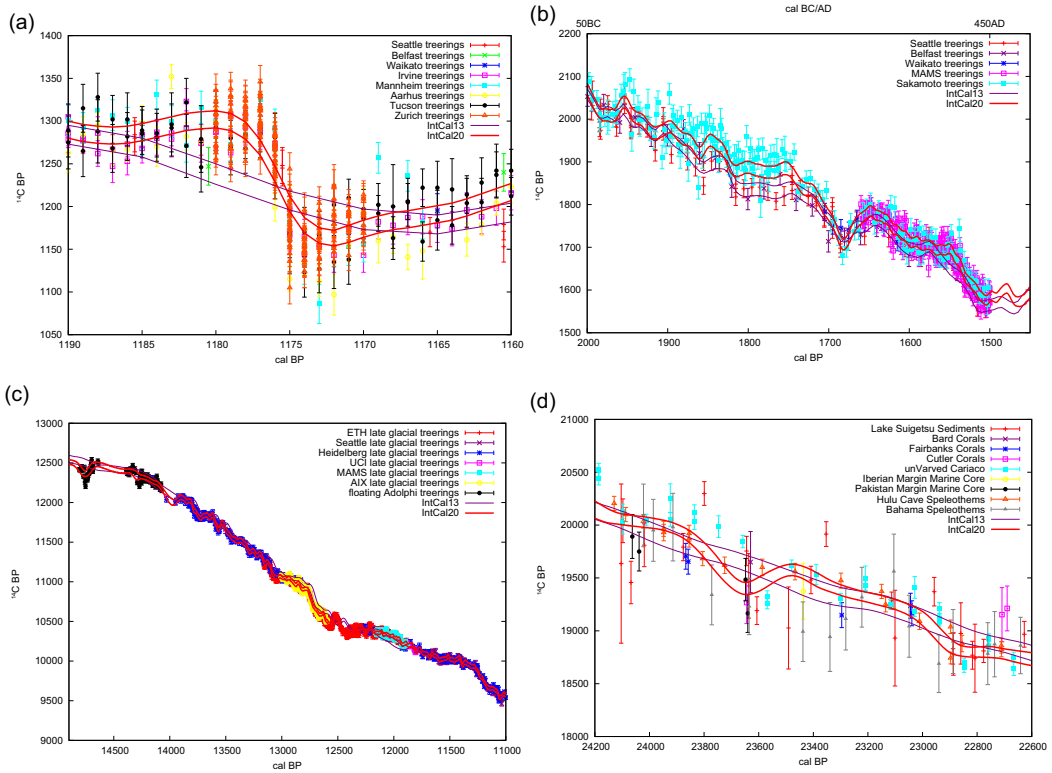 (a)
1400
1350
1300
1250
1200
1150
1100
1050
¹⁴C BP
Seattle treerings
Belfast treerings
Waikato treerings
Irvine treerings
Mannheim treerings
Aarhus treerings
Tucson treerings
Zurich treerings
IntCal13
IntCal20
1190 1185 1180 1175 1170 1165 1160
cal BP
(b)
cal BC/AD
50BC 450AD
2200
2100
2000
1900
1800
1700
1600
1500
¹⁴C BP
Seattle treerings
Belfast treerings
Waikato treerings
MAMS treerings
Sakamoto treerings
IntCal13
IntCal20
2000 1900 1800 1700 1600 1500
cal BP
(c)
13000
12000
11000
10000
9000
¹⁴C BP
ETH late glacial treerings
Seattle late glacial treerings
Heidelberg late glacial treerings
UCI late glacial treerings
MAMS late glacial treerings
AIX late glacial treerings
floating Adolphi treerings
IntCal13
IntCal20
14500 14000 13500 13000 12500 12000 11500 11000
cal BP
(d)
21000
20500
20000
19500
19000
18500
18000
¹⁴C BP
Lake Suigetsu Sediments
Bard Corals
Fairbanks Corals
Cutler Corals
unVarved Cariaco
Iberian Margin Marine Core
Pakistan Margin Marine Core
Hulu Cave Speleothems
Bahama Speleothems
IntCal13
IntCal20
24200 24000 23800 23600 23400 23200 23000 22800 22600
cal BP